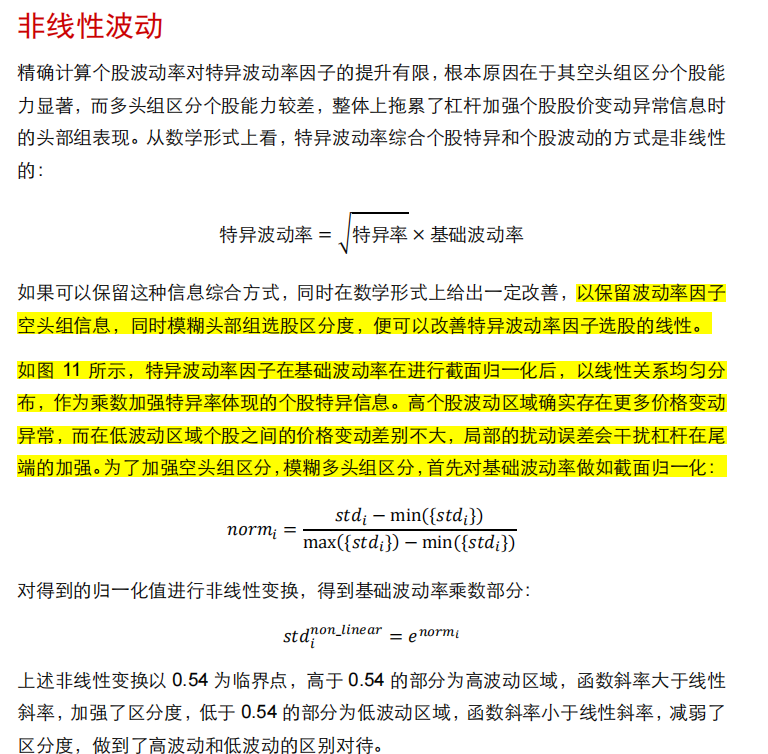 非线性波动
精确计算个股波动率对特异波动率因子的提升有限，根本原因在于其空头组区分个股能
力显著，而多头组区分个股能力较差，整体上拖累了杠杆加强个股股价变动异常信息时
的头部组表现。从数学形式上看，特异波动率综合个股特异和个股波动的方式是非线性
的：
特异波动率 = √特异率 × 基础波动率
如果可以保留这种信息综合方式，同时在数学形式上给出一定改善，以保留波动率因子
空头组信息，同时模糊头部组选股区分度，便可以改善特异波动率因子选股的线性。
如图 11 所示，特异波动率因子在基础波动率在进行截面归一化后，以线性关系均匀分
布，作为乘数加强特异率体现的个股特异信息。高个股波动区域确实存在更多价格变动
异常，而在低波动区域个股之间的价格变动差别不大，局部的扰动误差会干扰杠杆在尾
端的加强。为了加强空头组区分，模糊多头组区分，首先对基础波动率做如截面归一化：
norm_i = (std_i − min({std_i})) / (max({std_i}) − min({std_i}))
对得到的归一化值进行非线性变换，得到基础波动率乘数部分：
std_i^{non_linear} = e^{norm_i}
上述非线性变换以 0.54 为临界点，高于 0.54 的部分为高波动区域，函数斜率大于线性
斜率，加强了区分度，低于 0.54 的部分为低波动区域，函数斜率小于线性斜率，减弱了
区分度，做到了高波动和低波动的区别对待。